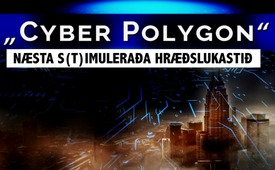 „CYBER POLYGON“
NÆSTA S(T)IMULERAÐA HRÆÐSLUKASTIÐ